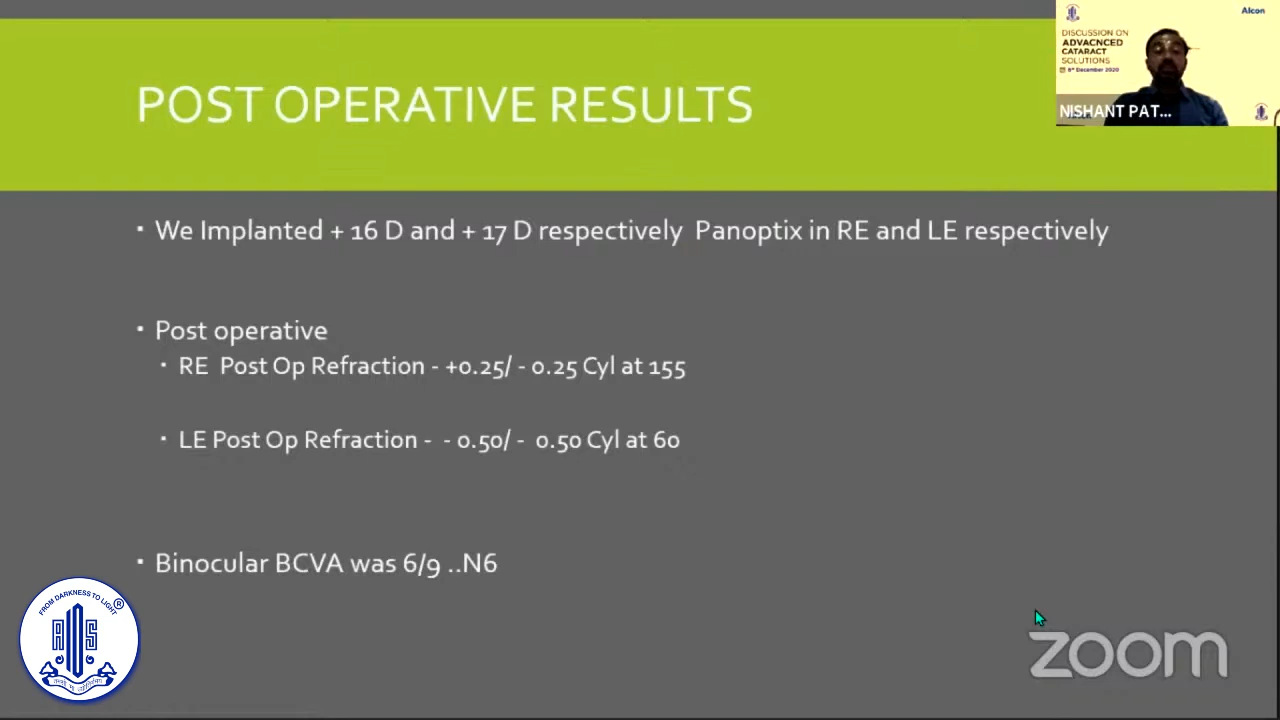 POST OPERATIVE RESULTS
Alcon
DISCUSSION ON
ADVACNCED
CATARACT
SOLUTIONS
6th December 2020
NISHANT PAT...
▪ We Implanted + 16 D and + 17 D respectively Panoptix in RE and LE respectively
▪ Post operative
▪ RE Post Op Refraction - +0.25/ - 0.25 Cyl at 155
▪ LE Post Op Refraction - - 0.50/ - 0.50 Cyl at 60
▪ Binocular BCVA was 6/9 ..N6
FROM DARKNESS TO LIGHT
®
AIOS
zoom